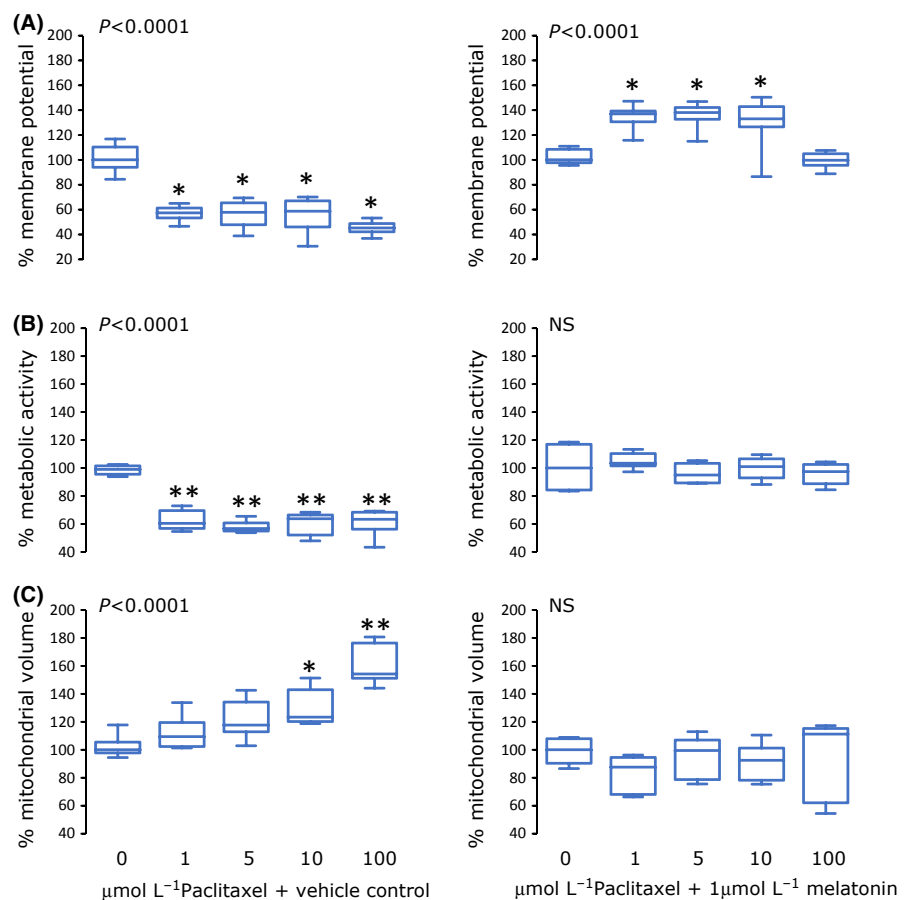 (A)
P<0.0001
P<0.0001
% membrane potential
200
180
160
140
120
100
80
60
40
20
* * * *
% membrane potential
200
180
160
140
120
100
80
60
40
20
* * *
(B)
P<0.0001
NS
% metabolic activity
200
180
160
140
120
100
80
60
40
** ** ** **
% metabolic activity
200
180
160
140
120
100
80
60
40
(C)
P<0.0001
NS
% mitochondrial volume
200
180
160
140
120
100
80
60
40
* **
% mitochondrial volume
200
180
160
140
120
100
80
60
40
0 1 5 10 100
0 1 5 10 100
μmol L⁻¹Paclitaxel + vehicle control
μmol L⁻¹Paclitaxel + 1μmol L⁻¹ melatonin